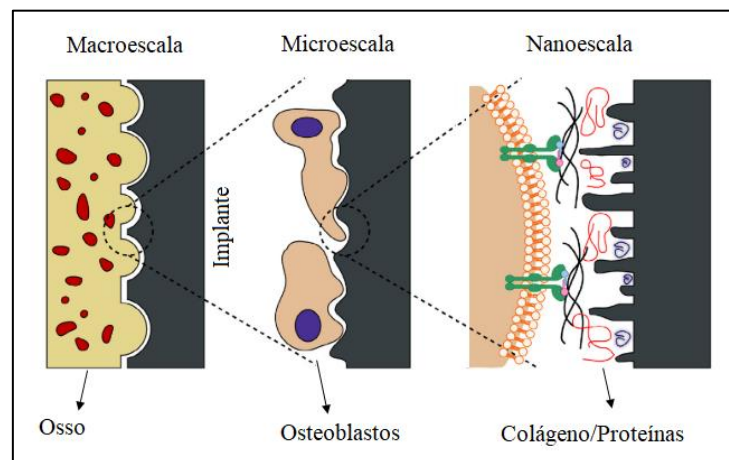 Macroescala
Microescala
Nanoescala
Implante
Osso
Osteoblastos
Colágeno/Proteínas